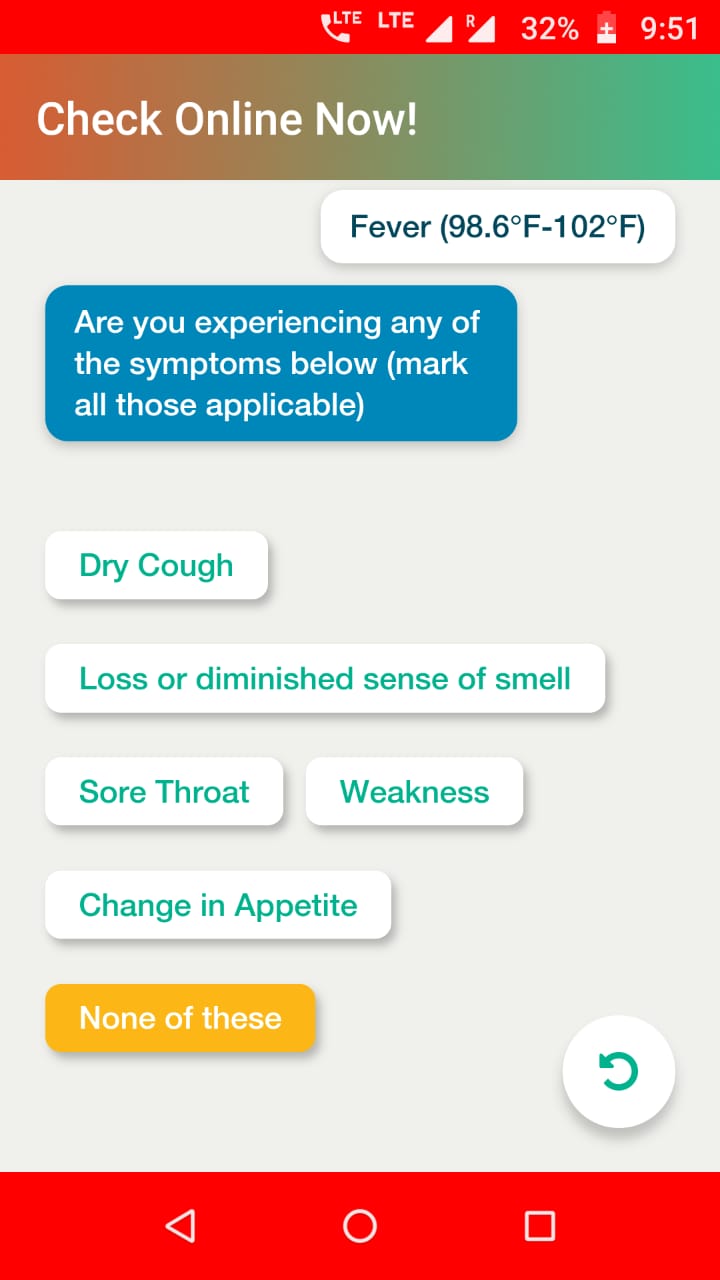 LTE LTE R 32% 9:51
Check Online Now!
Fever (98.6°F-102°F)
Are you experiencing any of
the symptoms below (mark
all those applicable)
Dry Cough
Loss or diminished sense of smell
Sore Throat Weakness
Change in Appetite
None of these